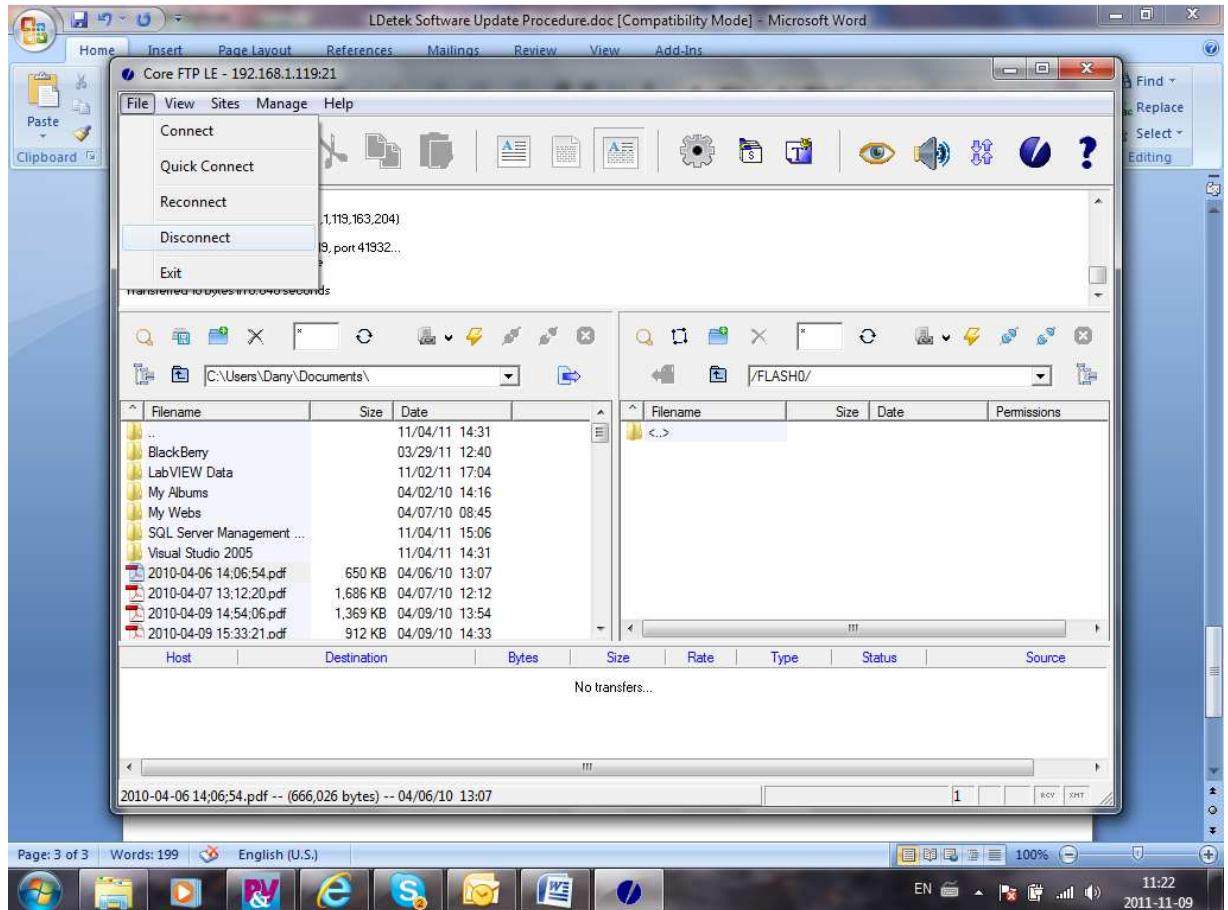 LDetek Software Update Procedure.doc [Compatibility Mode] - Microsoft Word
Home Insert Page Layout References Mailings Review View Add-Ins
Paste
Clipboard
Find
Replace
Select
Editing
Core FTP LE - 192.168.1.119:21
File View Sites Manage Help
Connect
Quick Connect
Reconnect
Disconnect
Exit
,1,119,163,204)
9, port 41932...
Transferred 10 bytes in 0.640 seconds
C:\Users\Dany\Documents\
/FLASH0/
^ Filename Size Date
.. 11/04/11 14:31
BlackBerry 03/29/11 12:40
LabVIEW Data 11/02/11 17:04
My Albums 04/02/10 14:16
My Webs 04/07/10 08:45
SQL Server Management ... 11/04/11 15:06
Visual Studio 2005 11/04/11 14:31
2010-04-06 14;06;54.pdf 650 KB 04/06/10 13:07
2010-04-07 13;12;20.pdf 1,686 KB 04/07/10 12:12
2010-04-09 14;54;06.pdf 1,369 KB 04/09/10 13:54
2010-04-09 15:33:21.pdf 912 KB 04/09/10 14:33
^ Filename Size Date Permissions
<..>
Host Destination Bytes Size Rate Type Status Source
No transfers...
2010-04-06 14;06;54.pdf -- (666,026 bytes) -- 04/06/10 13:07
1
RCV XMT
Page: 3 of 3 Words: 199 English (U.S.) 100%
EN
11:22
2011-11-09